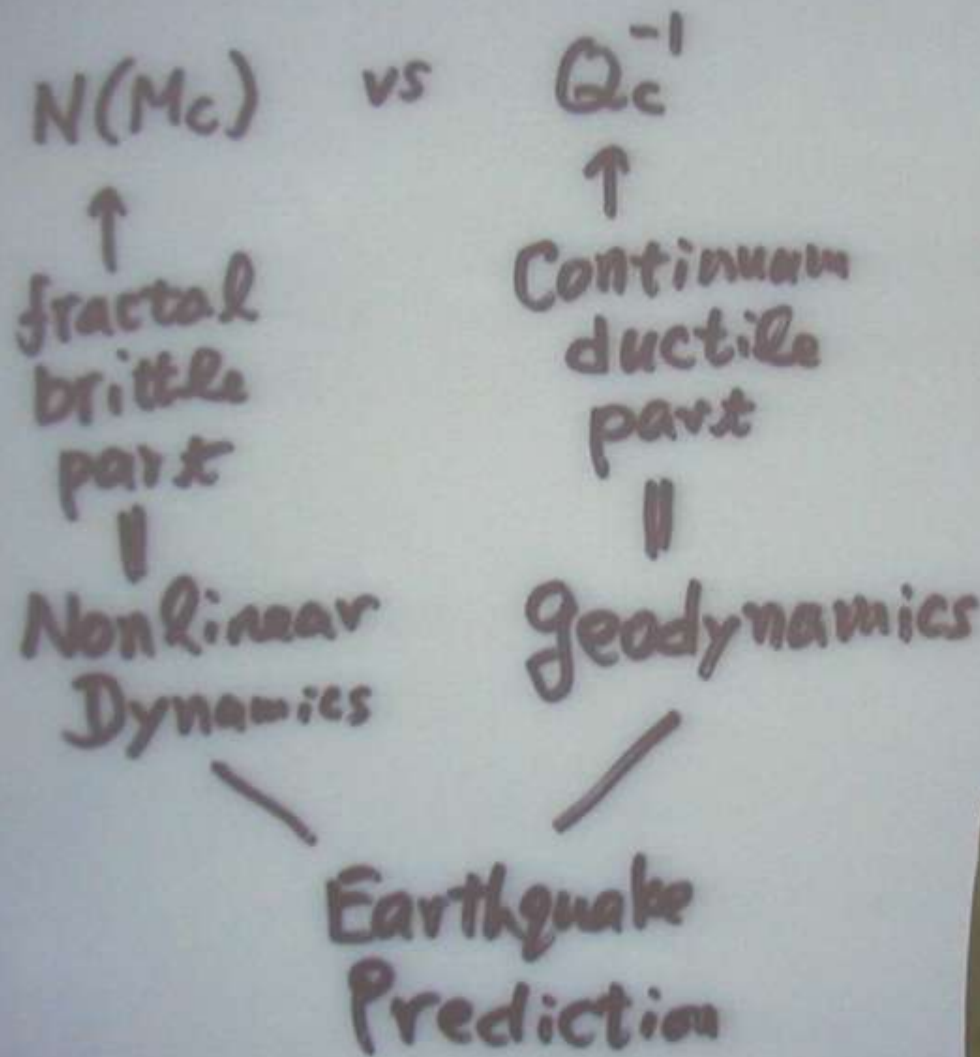 N(Mc) vs Qc⁻¹
↑ ↑
fractal
brittle
part
Continuum
ductile
part
||
||
Nonlinear
Dynamics
geodynamics
Earthquake
Prediction